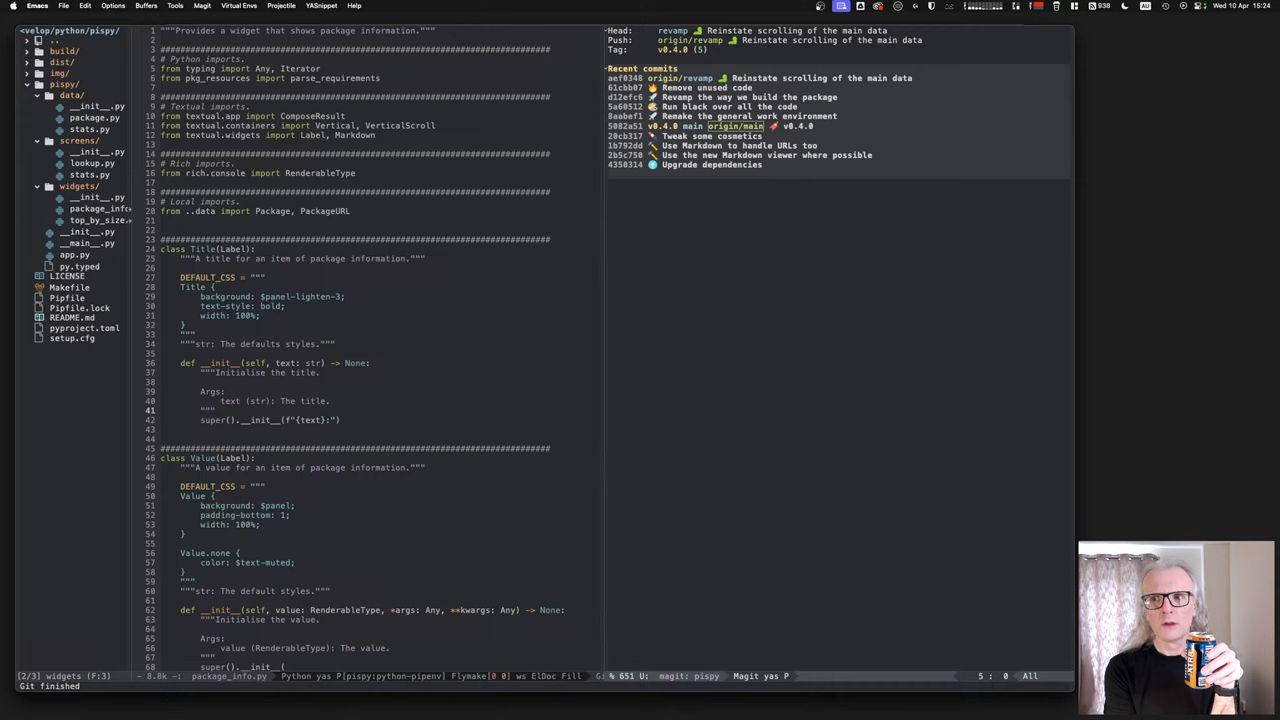 Emacs File Edit Options Buffers Tools Magit Virtual Envs Projectile YASnippet Help
938 Wed 10 Apr 15:24
<velop/python/pispy/
..
build/
dist/
img/
pispy/
data/
__init__.py
package.py
stats.py
screens/
__init__.py
lookup.py
stats.py
widgets/
__init__.py
package_info
top_by_size.
__init__.py
__main__.py
app.py
py.typed
LICENSE
Makefile
Pipfile
Pipfile.lock
README.md
pyproject.toml
setup.cfg
1 """Provides a widget that shows package information."""
2
3 ##############################################################################
4 # Python imports.
5 from typing import Any, Iterator
6 from pkg_resources import parse_requirements
7
8 ##############################################################################
9 # Textual imports.
10 from textual.app import ComposeResult
11 from textual.containers import Vertical, VerticalScroll
12 from textual.widgets import Label, Markdown
13
14 ##############################################################################
15 # Rich imports.
16 from rich.console import RenderableType
17
18 ##############################################################################
19 # Local imports.
20 from ..data import Package, PackageURL
21
22
23 ##############################################################################
24 class Title(Label):
25 """A title for an item of package information."""
26
27 DEFAULT_CSS = """
28 Title {
29 background: $panel-lighten-3;
30 text-style: bold;
31 width: 100%;
32 }
33 """
34 """str: The defaults styles."""
35
36 def __init__(self, text: str) -> None:
37 """Initialise the title.
38
39 Args:
40 text (str): The title.
41 """
42 super().__init__(f"{text}:")
43
44
45 ##############################################################################
46 class Value(Label):
47 """A value for an item of package information."""
48
49 DEFAULT_CSS = """
50 Value {
51 background: $panel;
52 padding-bottom: 1;
53 width: 100%;
54 }
55
56 Value.none {
57 color: $text-muted;
58 }
59 """
60 """str: The default styles."""
61
62 def __init__(self, value: RenderableType, *args: Any, **kwargs: Any) -> None:
63 """Initialise the value.
64
65 Args:
66 value (RenderableType): The value.
67 """
68 super().__init__(
Head: revamp Reinstate scrolling of the main data
Push: origin/revamp Reinstate scrolling of the main data
Tag: v0.4.0 (5)
Recent commits
aef0348 origin/revamp Reinstate scrolling of the main data
61cbb07 Remove unused code
d12efc6 Revamp the way we build the package
5a60512 Run black over all the code
8aabef1 Remake the general work environment
5082a51 v0.4.0 main origin/main v0.4.0
20cb317 Tweak some cosmetics
1b792dd Use Markdown to handle URLs too
2b5c750 Use the new Markdown viewer where possible
4350314 Upgrade dependencies
[2/3] widgets (F:3) - 8.8k-: package_info.py Python yas P[pispy:python-pipenv] Flymake[0 0] ws ElDoc Fill G: % 651 U: magit: pispy Magit yas P 5: 0 All
Git finished
XTRA